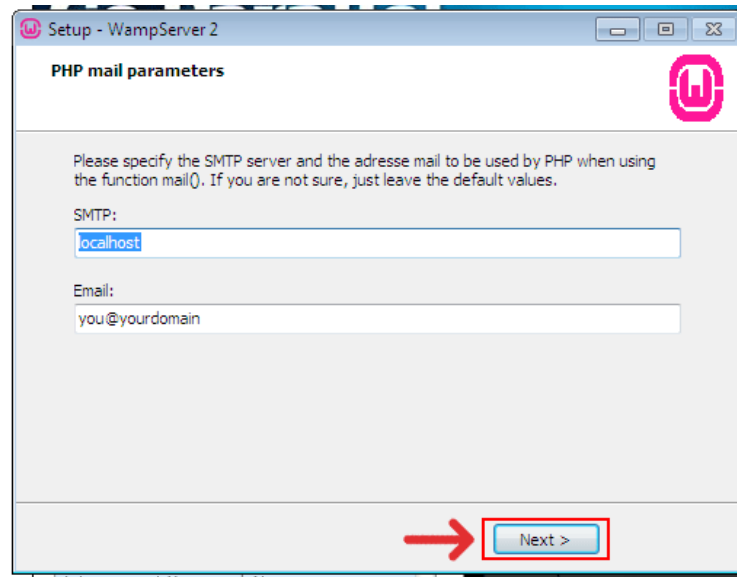 Setup - WampServer 2
PHP mail parameters
Please specify the SMTP server and the adresse mail to be used by PHP when using
the function mail(). If you are not sure, just leave the default values.
SMTP:
localhost
Email:
you@yourdomain
Next >